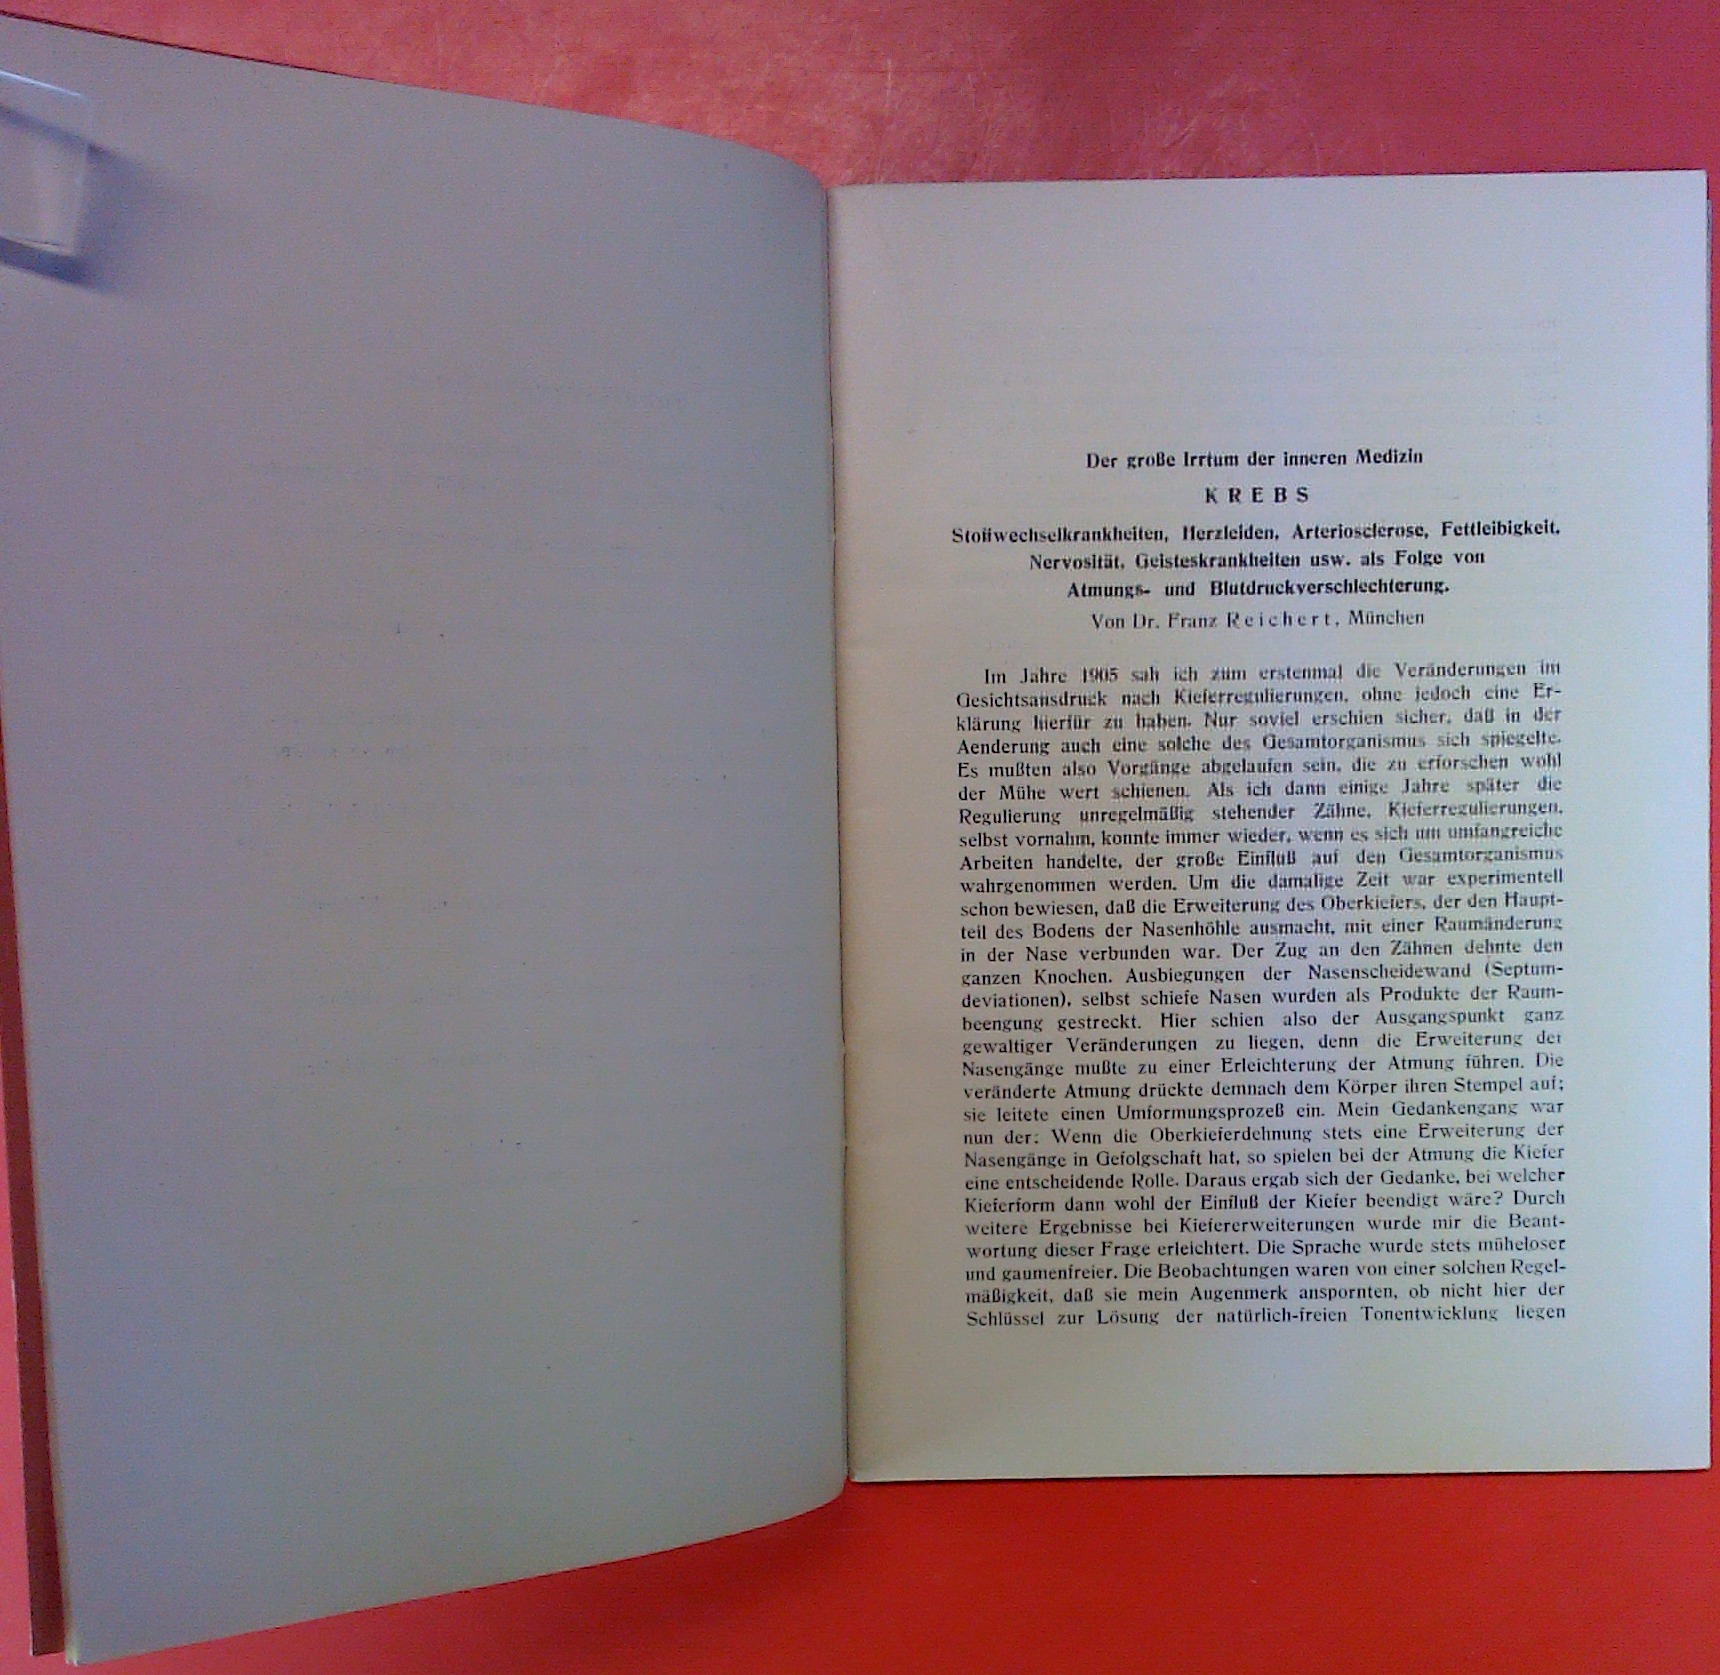 Der große Irrtum der inneren Medizin
KREBS
Stoffwechselkrankheiten, Herzleiden, Arteriosclerose, Fettleibigkeit,
Nervosität, Geisteskrankheiten usw. als Folge von
Atmungs- und Blutdruckverschlechterung.
Von Dr. Franz Reichert, München
Im Jahre 1905 sah ich zum erstenmal die Veränderungen im
Gesichtsausdruck nach Kieferregulierungen, ohne jedoch eine Er-
klärung hierfür zu haben. Nur soviel erschien sicher, daß in der
Aenderung auch eine solche des Gesamtorganismus sich spiegelte.
Es mußten also Vorgänge abgelaufen sein, die zu erforschen wohl
der Mühe wert schienen. Als ich dann einige Jahre später die
Regulierung unregelmäßig stehender Zähne, Kieferregulierungen,
selbst vornahm, konnte immer wieder, wenn es sich um umfangreiche
Arbeiten handelte, der große Einfluß auf den Gesamtorganismus
wahrgenommen werden. Um die damalige Zeit war experimentell
schon bewiesen, daß die Erweiterung des Oberkiefers, der den Haupt-
teil des Bodens der Nasenhöhle ausmacht, mit einer Raumänderung
in der Nase verbunden war. Der Zug an den Zähnen dehnte den
ganzen Knochen. Ausbiegungen der Nasenscheidewand (Septum-
deviationen), selbst schiefe Nasen wurden als Produkte der Raum-
beengung gestreckt. Hier schien also der Ausgangspunkt ganz
gewaltiger Veränderungen zu liegen, denn die Erweiterung der
Nasengänge mußte zu einer Erleichterung der Atmung führen. Die
veränderte Atmung drückte demnach dem Körper ihren Stempel auf;
sie leitete einen Umformungsprozeß ein. Mein Gedankengang war
nun der: Wenn die Oberkieferdehnung stets eine Erweiterung der
Nasengänge in Gefolgschaft hat, so spielen bei der Atmung die Kiefer
eine entscheidende Rolle. Daraus ergab sich der Gedanke, bei welcher
Kieferform dann wohl der Einfluß der Kiefer beendigt wäre? Durch
weitere Ergebnisse bei Kiefererweiterungen wurde mir die Beant-
wortung dieser Frage erleichtert. Die Sprache wurde stets müheloser
und gaumenfreier. Die Beobachtungen waren von einer solchen Regel-
mäßigkeit, daß sie mein Augenmerk anspornten, ob nicht hier der
Schlüssel zur Lösung der natürlich-freien Tonentwicklung liegen